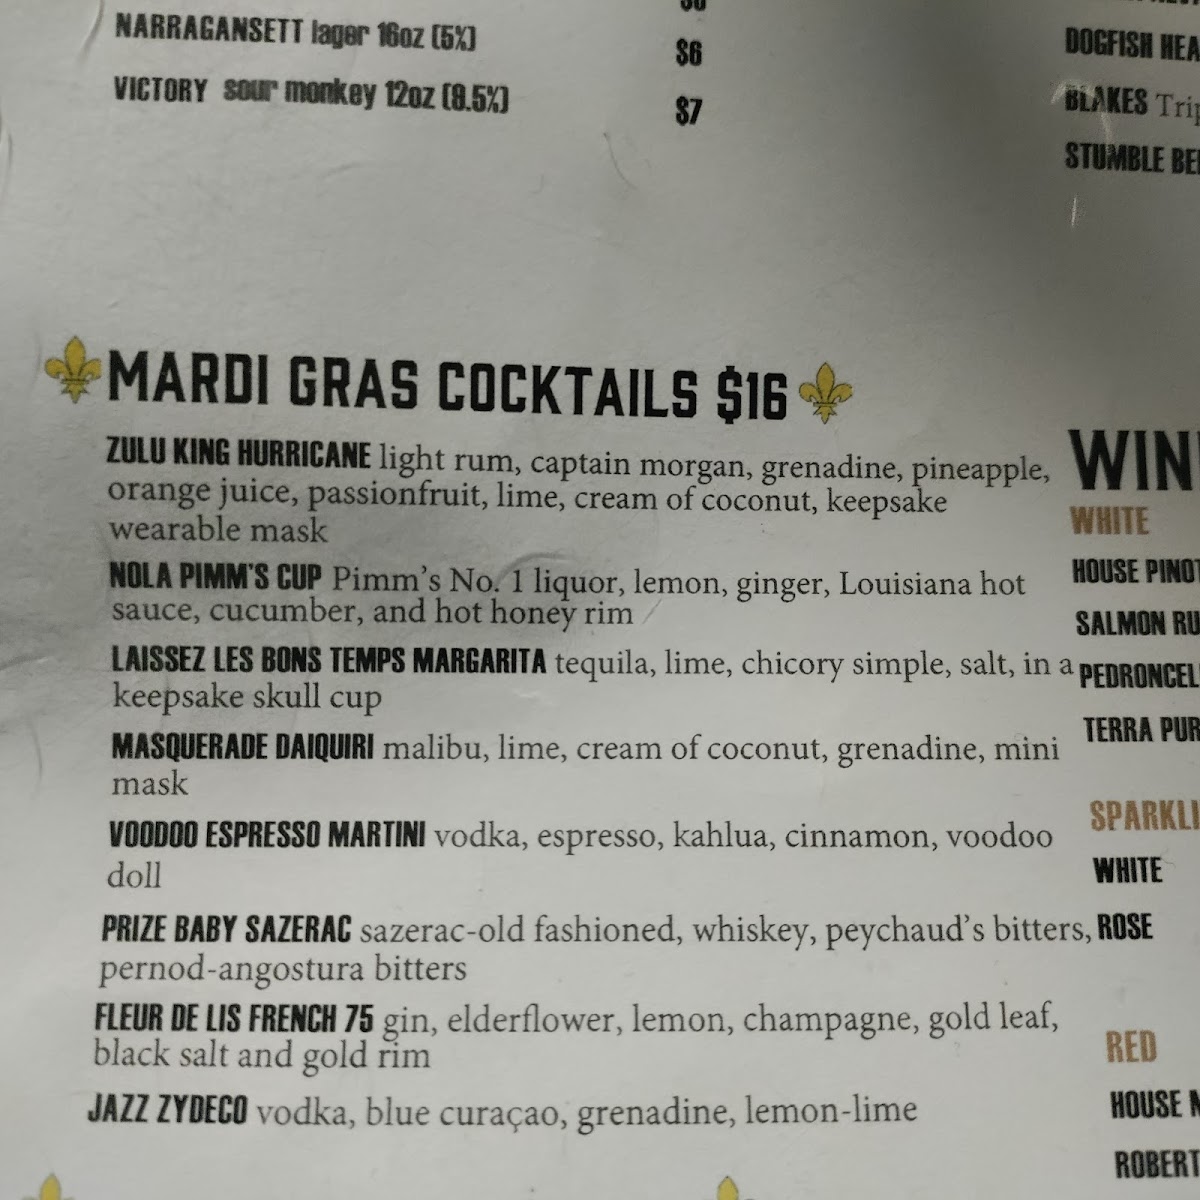 NARRAGANSETT lager 16oz (5%) $6
VICTORY sour monkey 12oz (9.5%) $7
DOGFISH
BLAKES
STUMBLE
MARDI GRAS COCKTAILS $16
ZULU KING HURRICANE light rum, captain morgan, grenadine, pineapple,
orange juice, passionfruit, lime, cream of coconut, keepsake
wearable mask
NOLA PIMM'S CUP Pimm's No. 1 liquor, lemon, ginger, Louisiana hot
sauce, cucumber, and hot honey rim
LAISSEZ LES BONS TEMPS MARGARITA tequila, lime, chicory simple, salt, in a
keepsake skull cup
MASQUERADE DAIQUIRI malibu, lime, cream of coconut, grenadine, mini
mask
VOODOO ESPRESSO MARTINI vodka, espresso, kahlua, cinnamon, voodoo
doll
PRIZE BABY SAZERAC sazerac-old fashioned, whiskey, peychaud's bitters,
pernod-angostura bitters
FLEUR DE LIS FRENCH 75 gin, elderflower, lemon, champagne, gold leaf,
black salt and gold rim
JAZZ ZYDECO vodka, blue curaçao, grenadine, lemon-lime
WHITE
HOUSE
SALMON
TERRA
WHITE
ROSE
RED
HOUSE
ROBERT